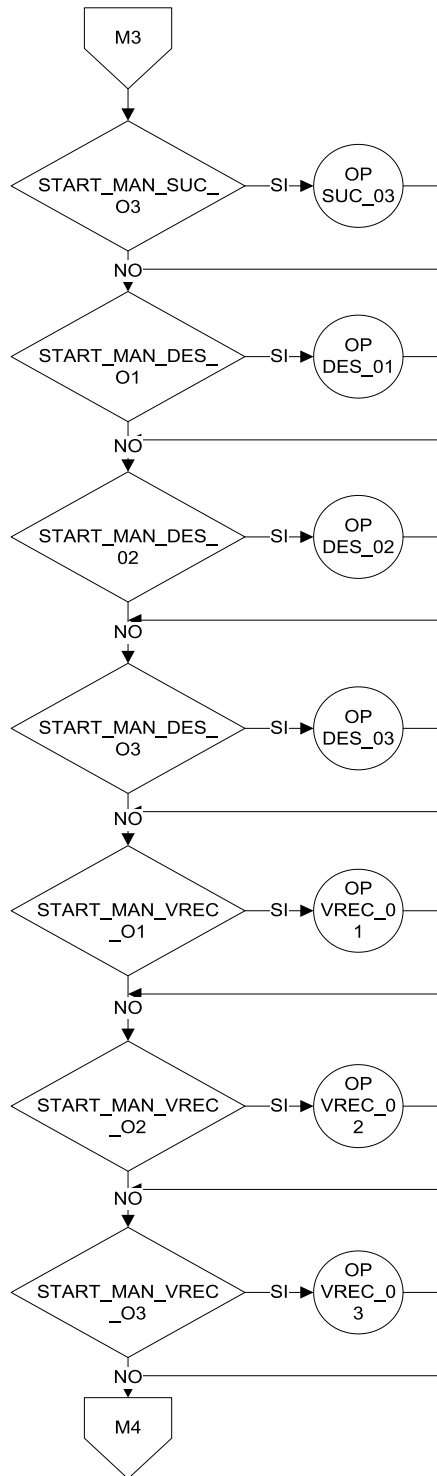 M3
START_MAN_SUC_
O3
SI
OP
SUC_03
NO
START_MAN_DES_
O1
SI
OP
DES_01
NO
START_MAN_DES_
02
SI
OP
DES_02
NO
START_MAN_DES_
O3
SI
OP
DES_03
NO
START_MAN_VREC
_O1
SI
OP
VREC_0
1
NO
START_MAN_VREC
_O2
SI
OP
VREC_0
2
NO
START_MAN_VREC
_O3
SI
OP
VREC_0
3
NO
M4